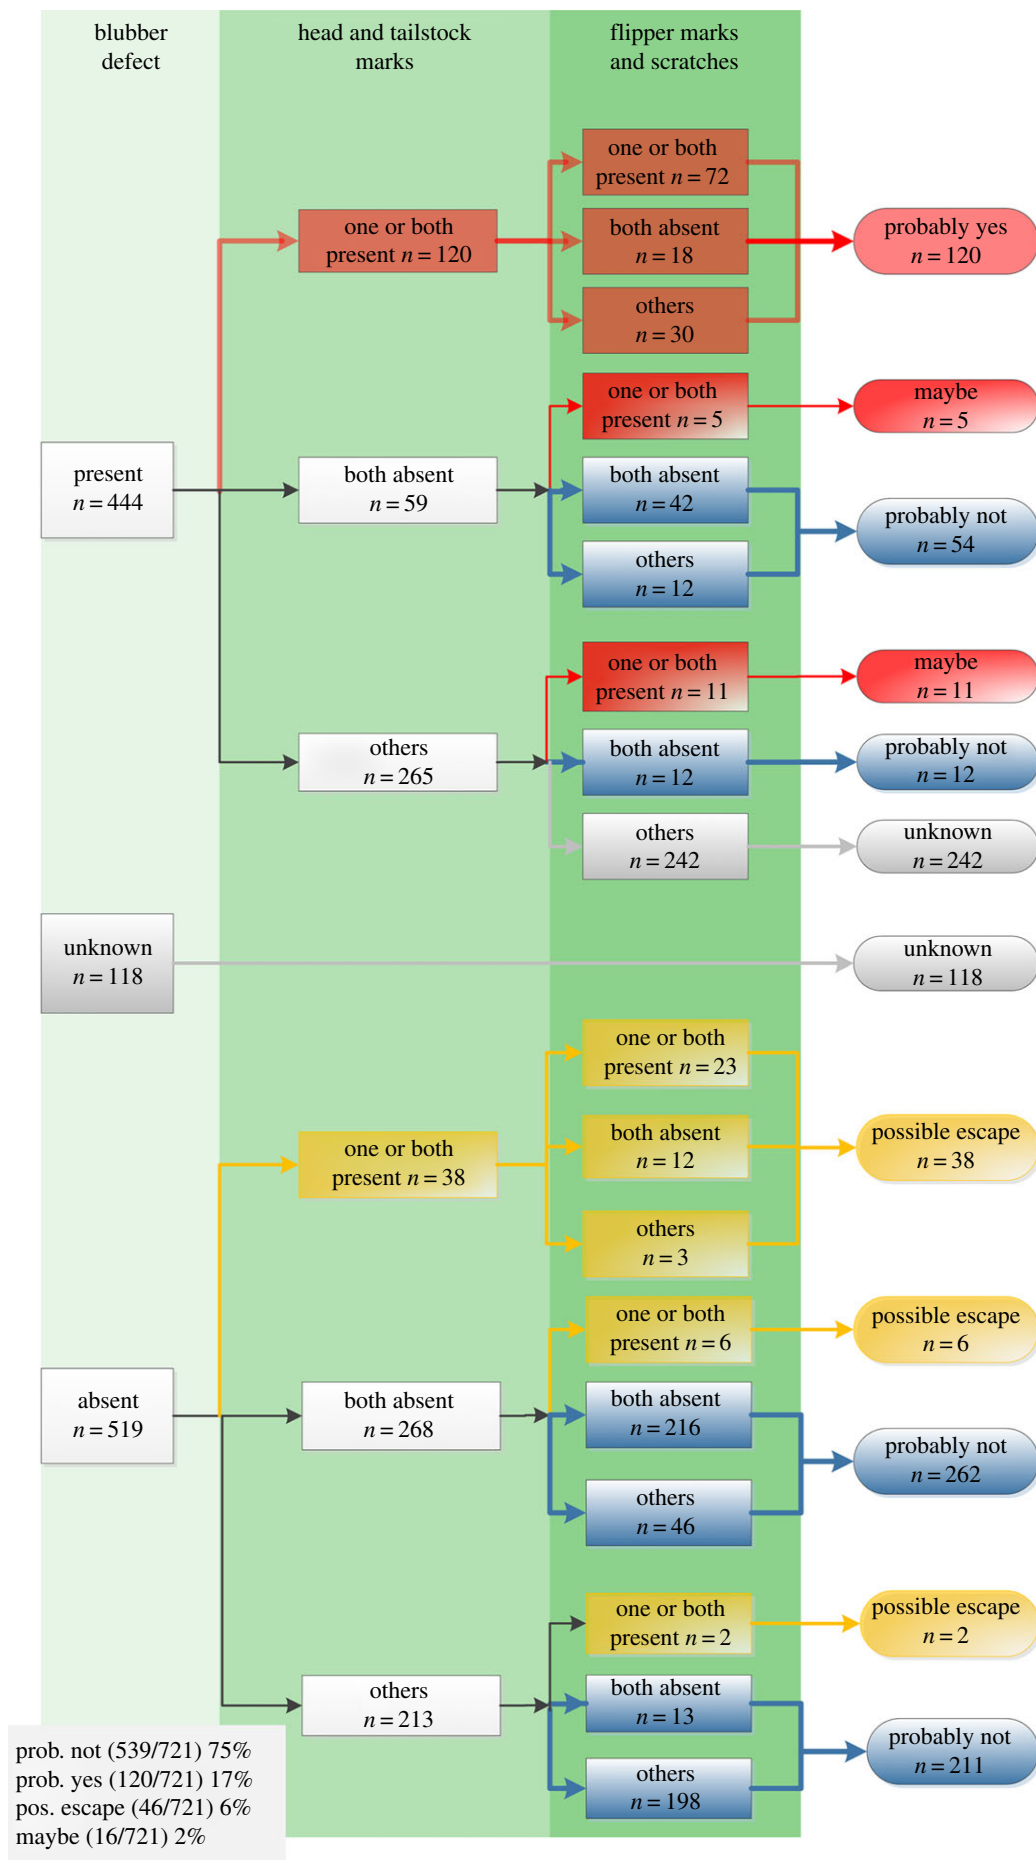 blubber
defect
head and tailstock
marks
flipper marks
and scratches
one or both
present n = 72
one or both
present n = 120
both absent
n = 18
probably yes
n = 120
others
n = 30
one or both
present n = 5
maybe
n = 5
present
n = 444
both absent
n = 59
both absent
n = 42
probably not
n = 54
others
n = 12
one or both
present n = 11
maybe
n = 11
others
n = 265
both absent
n = 12
probably not
n = 12
others
n = 242
unknown
n = 242
unknown
n = 118
unknown
n = 118
one or both
present n = 23
one or both
present n = 38
both absent
n = 12
possible escape
n = 38
others
n = 3
one or both
present n = 6
possible escape
n = 6
absent
n = 519
both absent
n = 268
both absent
n = 216
probably not
n = 262
others
n = 46
one or both
present n = 2
possible escape
n = 2
others
n = 213
both absent
n = 13
probably not
n = 211
others
n = 198
prob. not (539/721) 75%
prob. yes (120/721) 17%
pos. escape (46/721) 6%
maybe (16/721) 2%